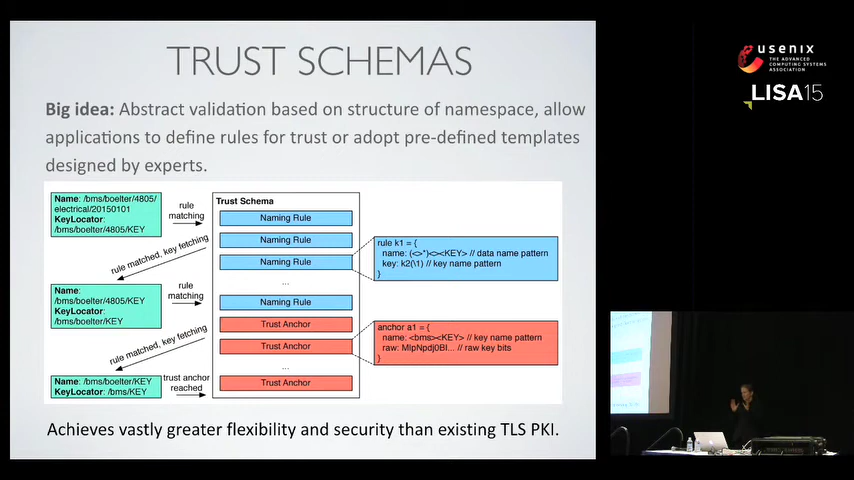 TRUST SCHEMAS
Big idea: Abstract validation based on structure of namespace, allow
applications to define rules for trust or adopt pre-defined templates
designed by experts.
Name: /bms/boelter/4805/
electrical/20150101
KeyLocator:
/bms/boelter/4805/KEY
rule
matching
rule matched, key fetching
Name:
/bms/boelter/4805/KEY
KeyLocator:
/bms/boelter/KEY
rule
matching
rule matched, key fetching
Name: /bms/boelter/KEY
KeyLocator: /bms/KEY
trust anchor
reached
Trust Schema
Naming Rule
Naming Rule
Naming Rule
...
Naming Rule
Trust Anchor
Trust Anchor
...
Trust Anchor
rule k1 = {
name: (<>*)<><KEY> // data name pattern
key: k2(\1) // key name pattern
}
anchor a1 = {
name: <bms><KEY> // key name pattern
raw: MIpNpdj0BI... // raw key bits
}
Achieves vastly greater flexibility and security than existing TLS PKI.
usenix
THE ADVANCED
COMPUTING SYSTEMS
ASSOCIATION
LISA15